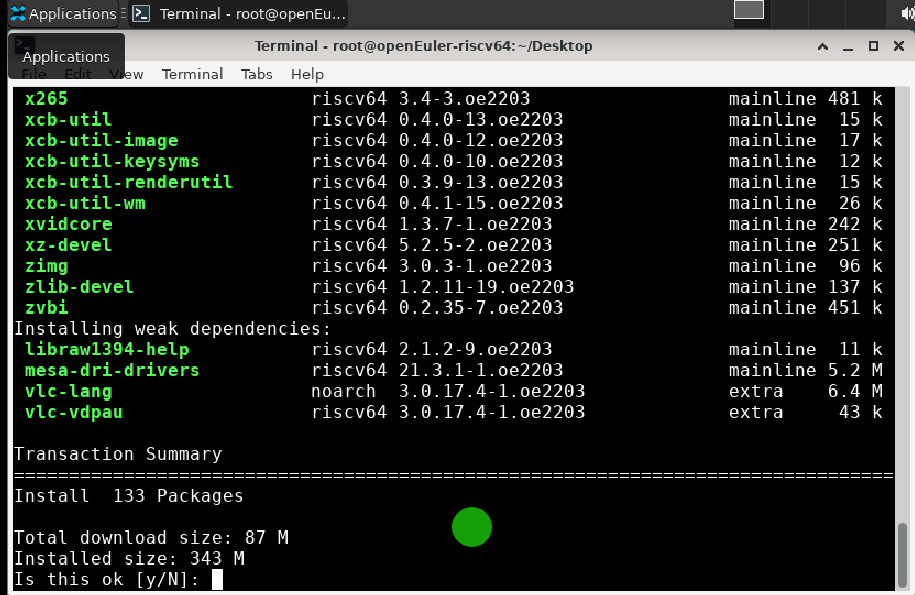 Applications Terminal - root@openEu...
Terminal - root@openEuler-riscv64:~/Desktop
Applications
File Edit View Terminal Tabs Help
x265 riscv64 3.4-3.oe2203 mainline 481 k
xcb-util riscv64 0.4.0-13.oe2203 mainline 15 k
xcb-util-image riscv64 0.4.0-12.oe2203 mainline 17 k
xcb-util-keysyms riscv64 0.4.0-10.oe2203 mainline 12 k
xcb-util-renderutil riscv64 0.3.9-13.oe2203 mainline 15 k
xcb-util-wm riscv64 0.4.1-15.oe2203 mainline 26 k
xvidcore riscv64 1.3.7-1.oe2203 mainline 242 k
xz-devel riscv64 5.2.5-2.oe2203 mainline 251 k
zimg riscv64 3.0.3-1.oe2203 mainline 96 k
zlib-devel riscv64 1.2.11-19.oe2203 mainline 137 k
zvbi riscv64 0.2.35-7.oe2203 mainline 451 k
Installing weak dependencies:
libraw1394-help riscv64 2.1.2-9.oe2203 mainline 11 k
mesa-dri-drivers riscv64 21.3.1-1.oe2203 mainline 5.2 M
vlc-lang noarch 3.0.17.4-1.oe2203 extra 6.4 M
vlc-vdpau riscv64 3.0.17.4-1.oe2203 extra 43 k
Transaction Summary
================================================================================
Install 133 Packages
Total download size: 87 M
Installed size: 343 M
Is this ok [y/N]: